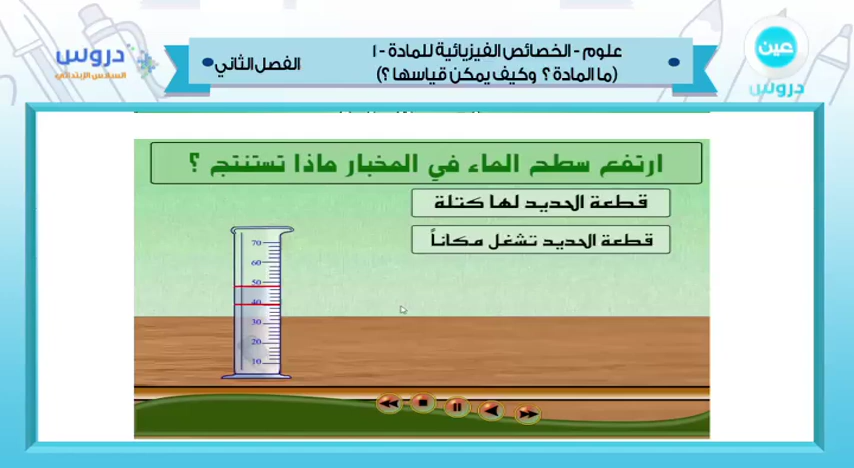 عين
دروس
علوم - الخصائص الفيزيائية للمادة - ١
(ما المادة ؟ وكيف يمكن قياسها ؟)
الفصل الثاني
دروس
السادس الإبتدائي
ارتفع سطح الماء في المخبار ماذا تستنتج ؟
قطعة الحديد لها كتلة
قطعة الحديد تشغل مكاناً
70
60
50
40
30
20
10